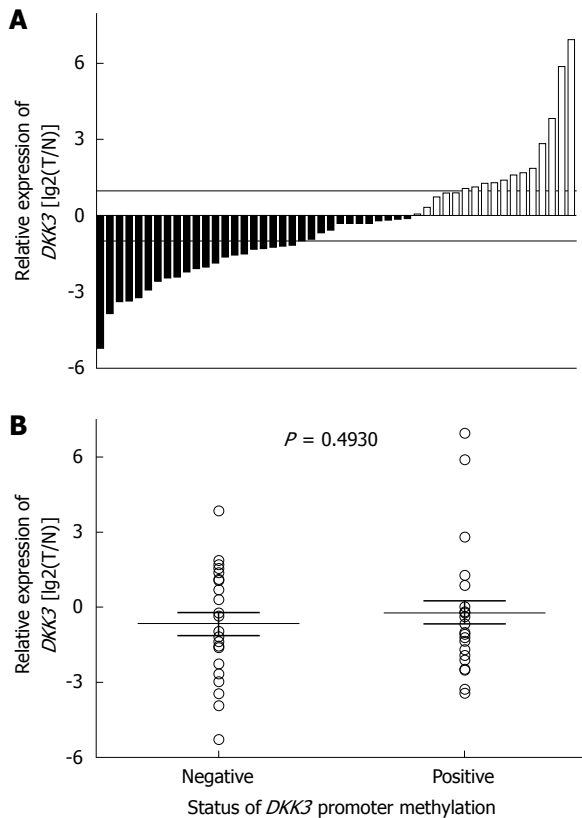 A
Relative expression of
DKK3 [lg2(T/N)]
6
3
0
-3
-6
B
P = 0.4930
Relative expression of
DKK3 [lg2(T/N)]
6
3
0
-3
-6
Negative
Positive
Status of DKK3 promoter methylation